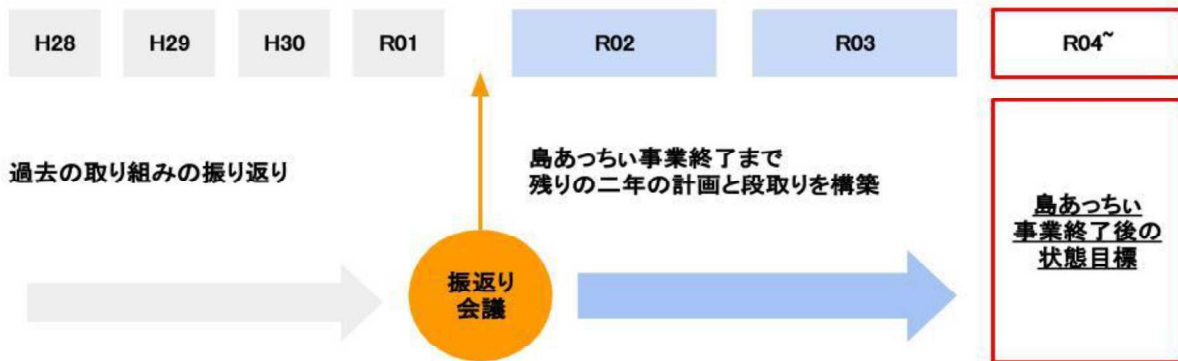 H28
H29
H30
R01
R02
R03
R04~
過去の取り組みの振り返り
島あっちぃ事業終了まで
残りの二年の計画と段取りを構築
島あっちぃ
事業終了後の
状態目標
振返り
会議